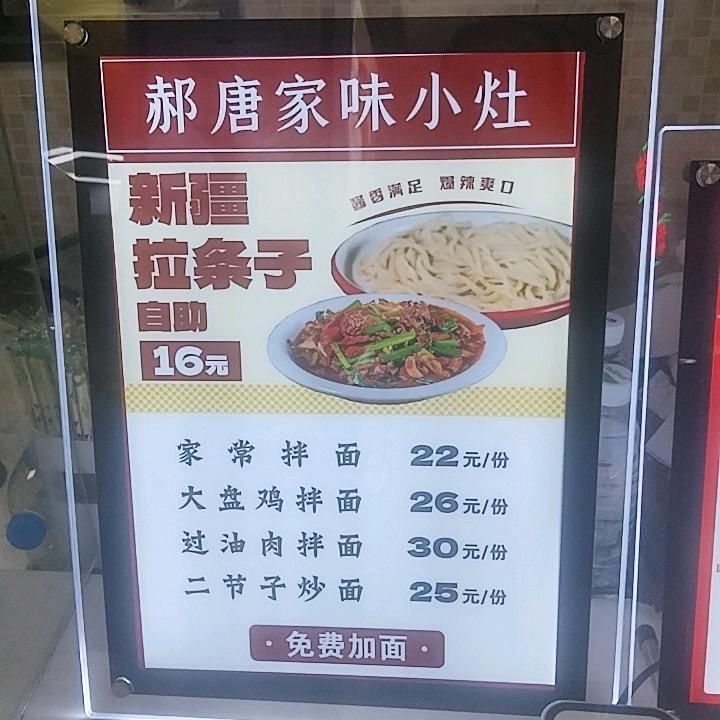 郝唐家味小灶
新疆
拉条子
自助
16元
酱香满足 爆辣爽口
家常拌面 22元/份
大盘鸡拌面 26元/份
过油肉拌面 30元/份
二节子炒面 25元/份
·免费加面·